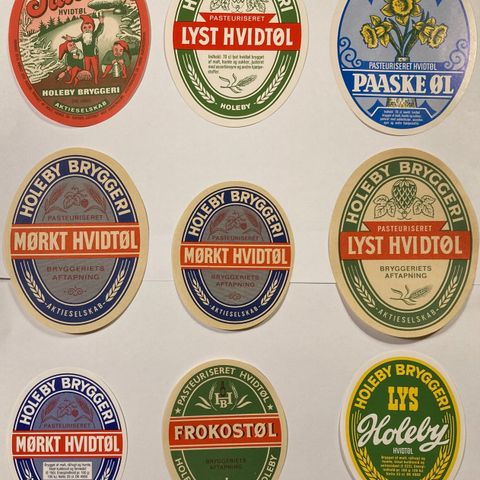 HVIDTØL
HOLEBY BRYGGERI
AKTIESELSKAB
PASTEURISERET
LYST HVIDTØL
HOLEBY
PASTEURISERET HVIDTØL
PAASKE ØL
HOLEBY BRYGGERI
PASTEURISERET
MØRKT HVIDTØL
BRYGGERIETS
AFTAPNING
-AKTIESELSKAB-
HOLEBY BRYGGERI
PASTEURISERET
MØRKT HVIDTØL
BRYGGERIETS
AFTAPNING
-AKTIESELSKAB-
HOLEBY BRYGGERI
PASTEURISERET
LYST HVIDTØL
BRYGGERIETS
AFTAPNING
-AKTIESELSKAB-
HOLEBY BRYGGERI
MØRKT HVIDTØL
PASTEURISERET HVIDTØL
HB
FROKOSTØL
BRYGGERIETS
AFTAPNING
HOLEBY BRYGGERI
LYS
Holeby
HVIDTØL